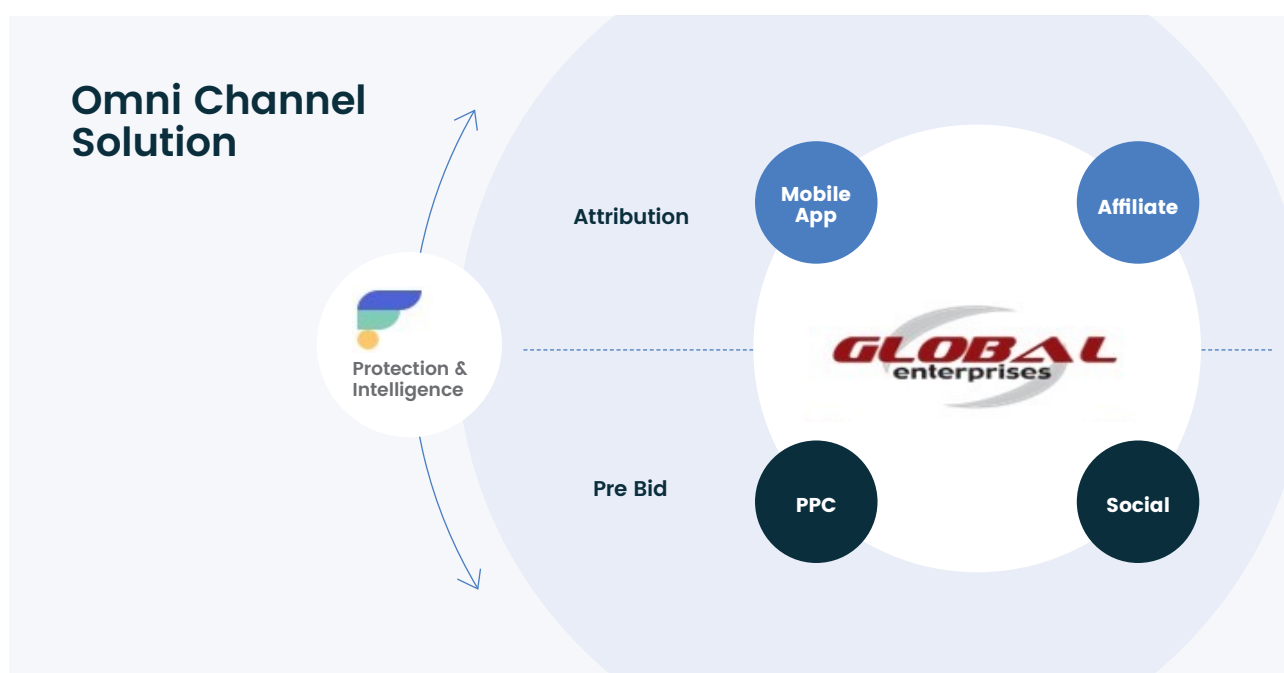 Omni Channel
Solution
Attribution
Mobile
App
Affiliate
Protection &
Intelligence
GLOBAL
enterprises
Pre Bid
PPC
Social